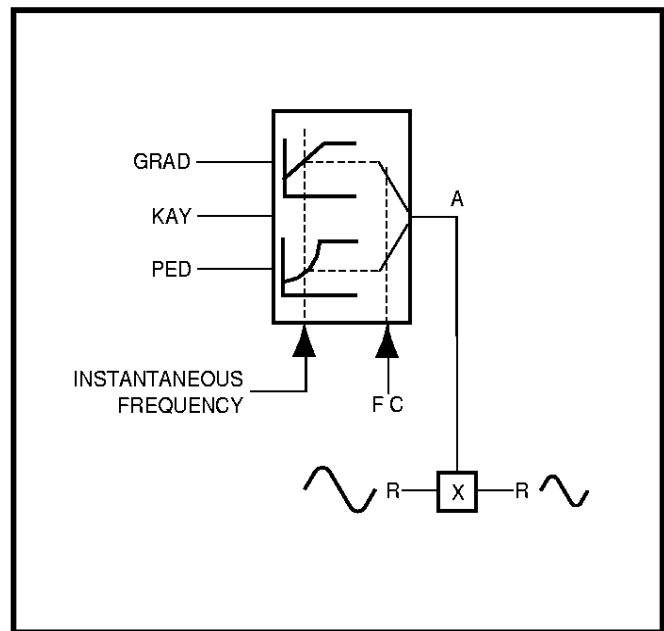 GRAD
A
KAY
PED
INSTANTANEOUS
FREQUENCY
F C
R X R